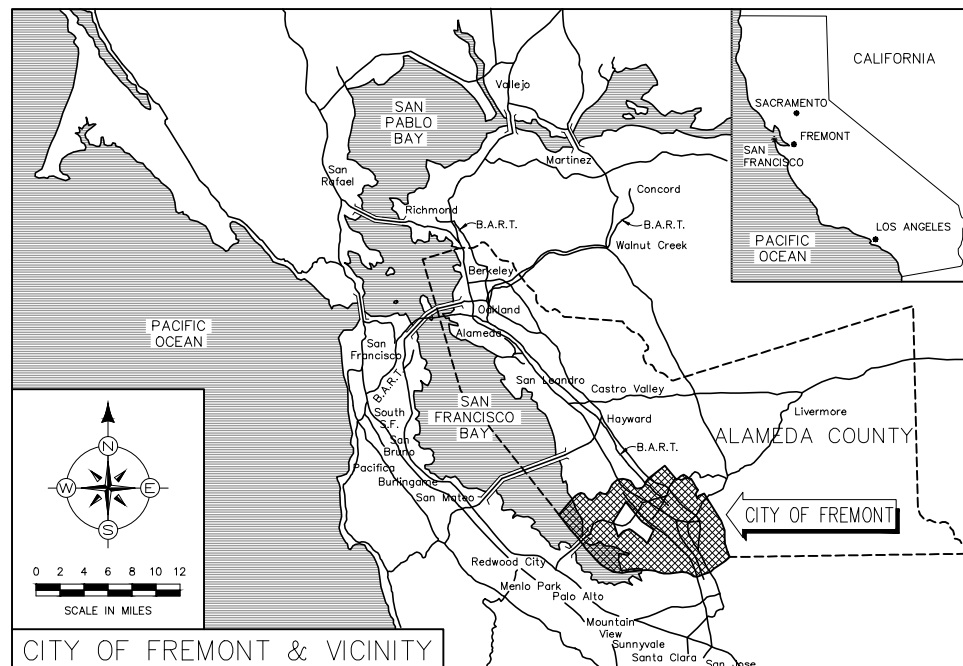 CALIFORNIA
SACRAMENTO
FREMONT
SAN
FRANCISCO
LOS ANGELES
PACIFIC
OCEAN
Vallejo
SAN
PABLO
BAY
Martinez
San
Rafael
Concord
Richmond
B.A.R.T.
B.A.R.T.
Walnut Creek
Berkeley
Oakland
PACIFIC
OCEAN
Alameda
San
Francisco
B.A.R.T.
San Leandro
Castro Valley
SAN
FRANCISCO
BAY
Livermore
South
S.F.
Hayward
ALAMEDA COUNTY
San
Bruno
B.A.R.T.
Pacifica
Burlingame
San Mateo
CITY OF FREMONT
N
W
E
S
Redwood City
Menlo Park
Palo Alto
0 2 4 6 8 10 12
SCALE IN MILES
Mountain
View
Sunnyvale
Santa Clara
San Jose
CITY OF FREMONT & VICINITY